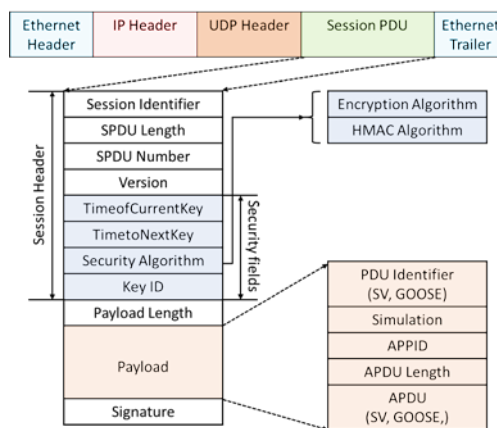 Ethernet
Header
IP Header
UDP Header
Session PDU
Ethernet
Trailer
Session Header
Session Identifier
SPDU Length
SPDU Number
Version
TimeofCurrentKey
TimetoNextKey
Security Algorithm
Key ID
Payload Length
Payload
Signature
Security fields
Encryption Algorithm
HMAC Algorithm
PDU Identifier
(SV, GOOSE)
Simulation
APPID
APDU Length
APDU
(SV, GOOSE,)